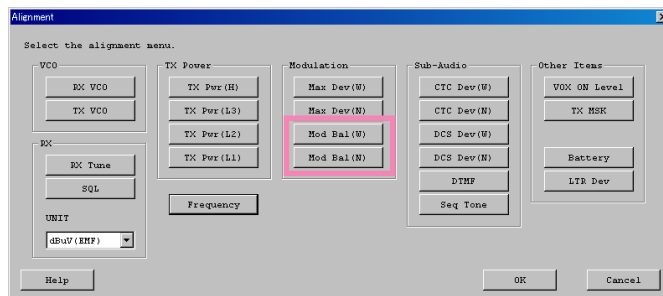 Alignment
Select the alignment menu.
VCO
RX VCO
TX VCO
RX
RX Tune
SQL
UNIT
dBuV(EMF)
TX Power
TX Pwr(H)
TX Pwr(L3)
TX Pwr(L2)
TX Pwr(L1)
Frequency
Modulation
Max Dev(W)
Max Dev(N)
Mod Bal(W)
Mod Bal(N)
Sub-Audio
CTC Dev(W)
CTC Dev(N)
DCS Dev(W)
DCS Dev(N)
DTMF
Seq Tone
Other Items
VOX ON Level
TX MSK
Battery
LTR Dev
Help
OK
Cancel